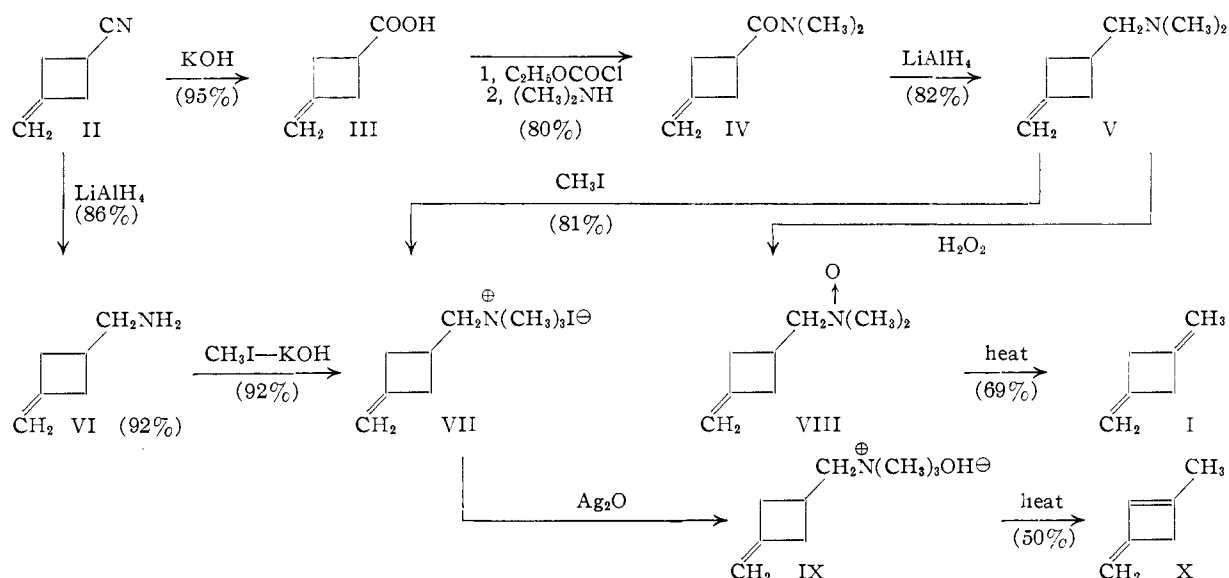 CN COOH CON(CH₃)₂ CH₂N(CH₃)₂
KOH
(95%)
1, C₂H₅OCOCl
2, (CH₃)₂NH
(80%)
LiAlH₄
(82%)
CH₂ II CH₂ III CH₂ IV CH₂ V
LiAlH₄
(86%)
CH₃I
(81%)
H₂O₂
O
CH₂NH₂ CH₂N⊕(CH₃)₃I⊖ CH₂N(CH₃)₂ CH₃
CH₃I—KOH
(92%)
heat
(69%)
CH₂ VI (92%) CH₂ VII CH₂ VIII CH₂ I
Ag₂O
CH₂N⊕(CH₃)₃OH⊖ CH₃
heat
(50%)
CH₂ IX CH₂ X